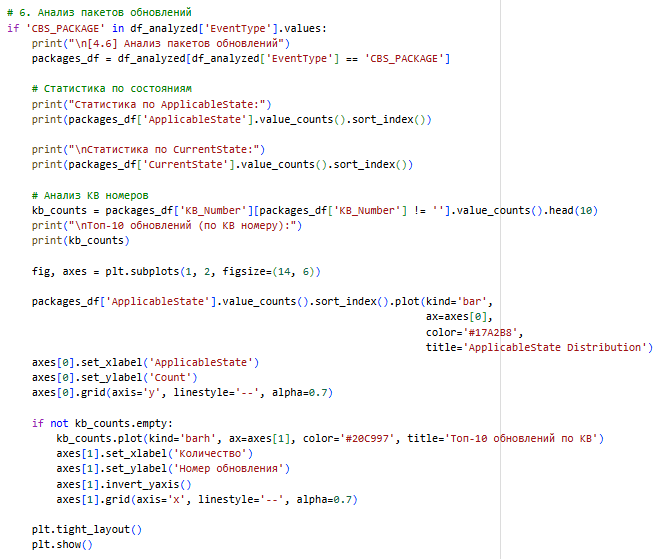 # 6. Анализ пакетов обновлений
if 'CBS_PACKAGE' in df_analyzed['EventType'].values:
    print("\n[4.6] Анализ пакетов обновлений")
    packages_df = df_analyzed[df_analyzed['EventType'] == 'CBS_PACKAGE']
    # Статистика по состояниям
    print("Статистика по ApplicableState:")
    print(packages_df['ApplicableState'].value_counts().sort_index())
    print("\nСтатистика по CurrentState:")
    print(packages_df['CurrentState'].value_counts().sort_index())
    # Анализ KB номеров
    kb_counts = packages_df['KB_Number'][packages_df['KB_Number'] != ''].value_counts().head(10)
    print("\nТоп-10 обновлений (по KB номеру):")
    print(kb_counts)
    fig, axes = plt.subplots(1, 2, figsize=(14, 6))
    packages_df['ApplicableState'].value_counts().sort_index().plot(kind='bar',
                                                                    ax=axes[0],
                                                                    color='#17A2B8',
                                                                    title='ApplicableState Distribution')
    axes[0].set_xlabel('ApplicableState')
    axes[0].set_ylabel('Count')
    axes[0].grid(axis='y', linestyle='--', alpha=0.7)
    if not kb_counts.empty:
        kb_counts.plot(kind='barh', ax=axes[1], color='#20C997', title='Топ-10 обновлений по KB')
        axes[1].set_xlabel('Количество')
        axes[1].set_ylabel('Номер обновления')
        axes[1].invert_yaxis()
        axes[1].grid(axis='x', linestyle='--', alpha=0.7)
    plt.tight_layout()
    plt.show()